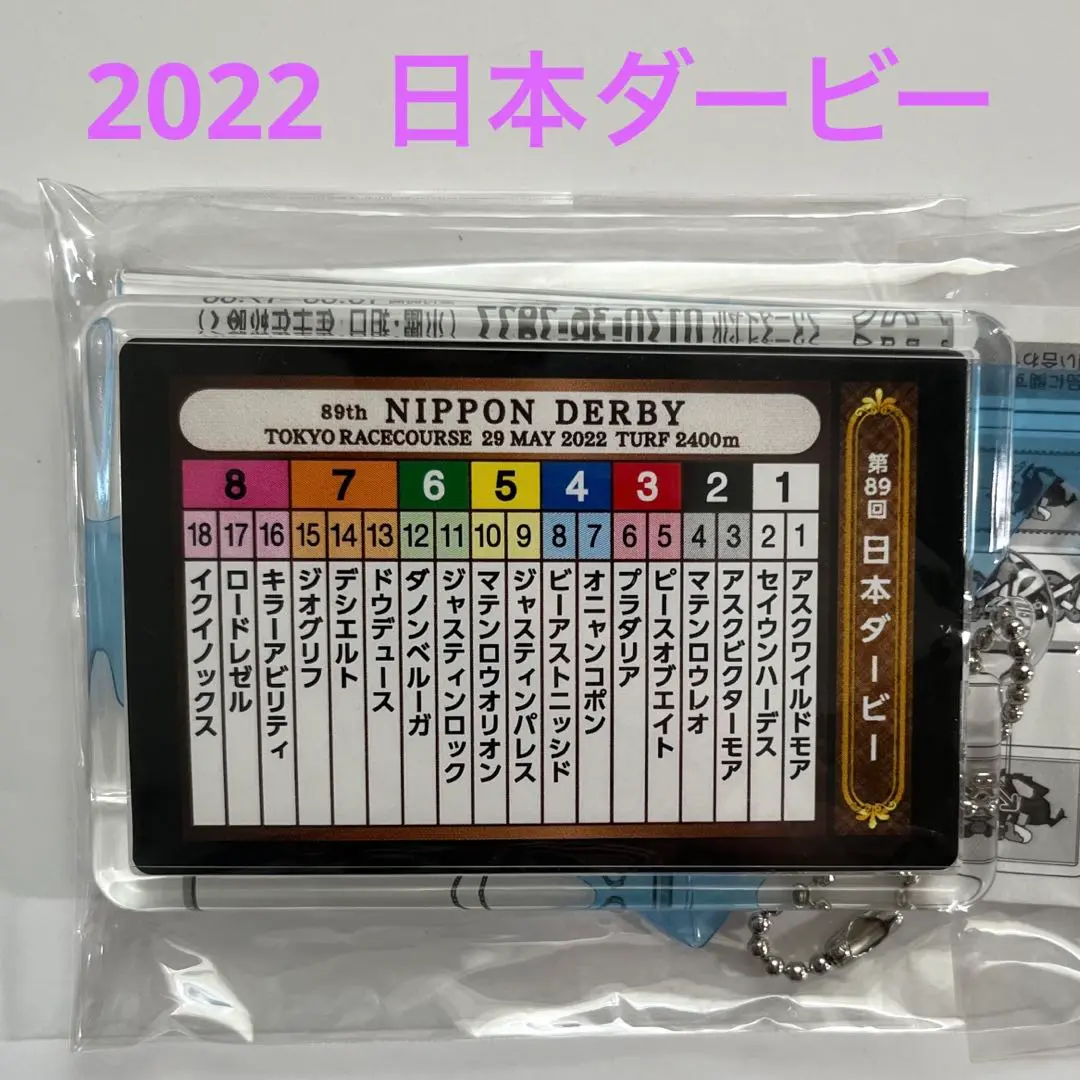 2022 日本ダービー
0120-36-7837
89th NIPPON DERBY
TOKYO RACECOURSE 29 MAY 2022 TURF 2400m
第89回 日本ダービー
8 7 6 5 4 3 2 1
18 17 16 15 14 13 12 11 10 9 8 7 6 5 4 3 2 1
アスクワイルドモア
セイウンハーデス
アスクビクターモア
マテンロウレオ
ピースオブエイト
プラダリア
オニャンコポン
ビーアストニッシド
ジャスティンパレス
マテンロウオリオン
ジャスティンロック
ダノンベルーガ
ドウデュース
デシエルト
ジオグリフ
キラーアビリティ
ロードレゼル
イクイノックス